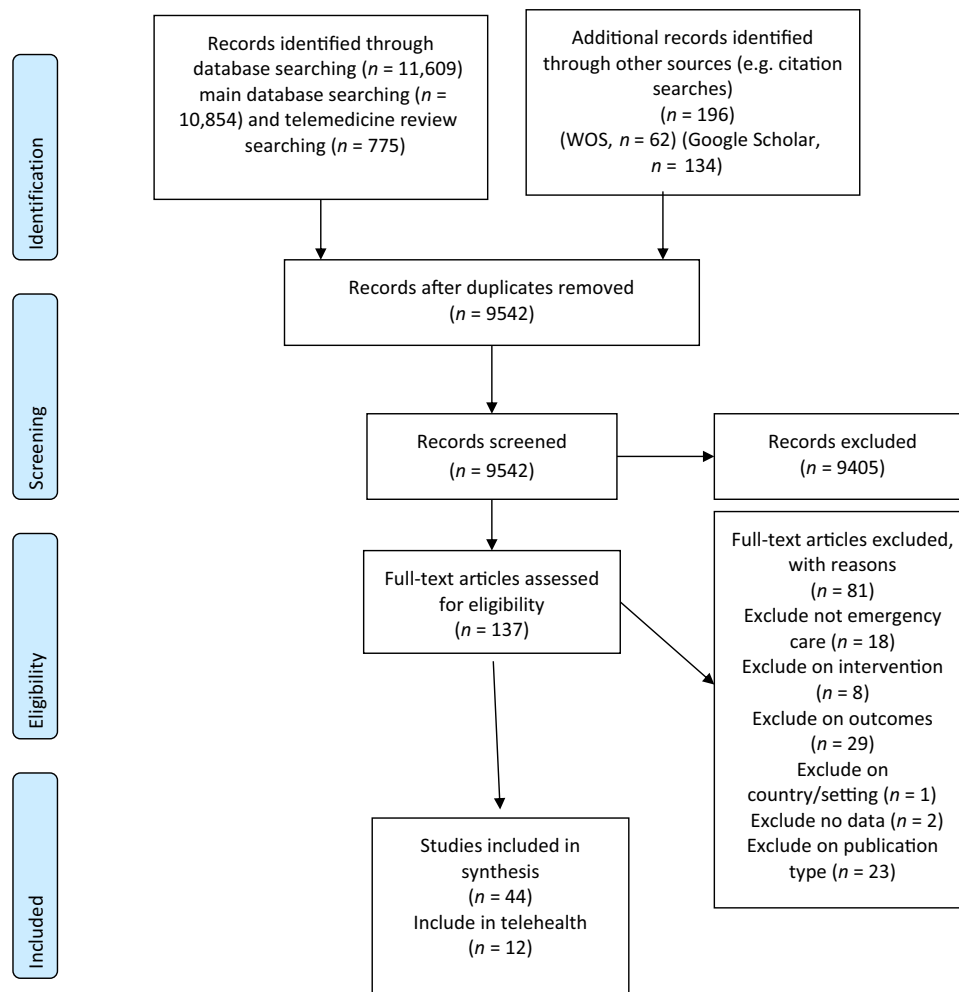 Records identified through
database searching (n = 11,609)
main database searching (n =
10,854) and telemedicine review
searching (n = 775)
Additional records identified
through other sources (e.g. citation
searches)
(n = 196)
(WOS, n = 62) (Google Scholar,
n = 134)
Identification
Records after duplicates removed
(n = 9542)
Screening
Records screened
(n = 9542)
Records excluded
(n = 9405)
Eligibility
Full-text articles assessed
for eligibility
(n = 137)
Full-text articles excluded,
with reasons
(n = 81)
Exclude not emergency
care (n = 18)
Exclude on intervention
(n = 8)
Exclude on outcomes
(n = 29)
Exclude on
country/setting (n = 1)
Exclude no data (n = 2)
Exclude on publication
type (n = 23)
Included
Studies included in
synthesis
(n = 44)
Include in telehealth
(n = 12)